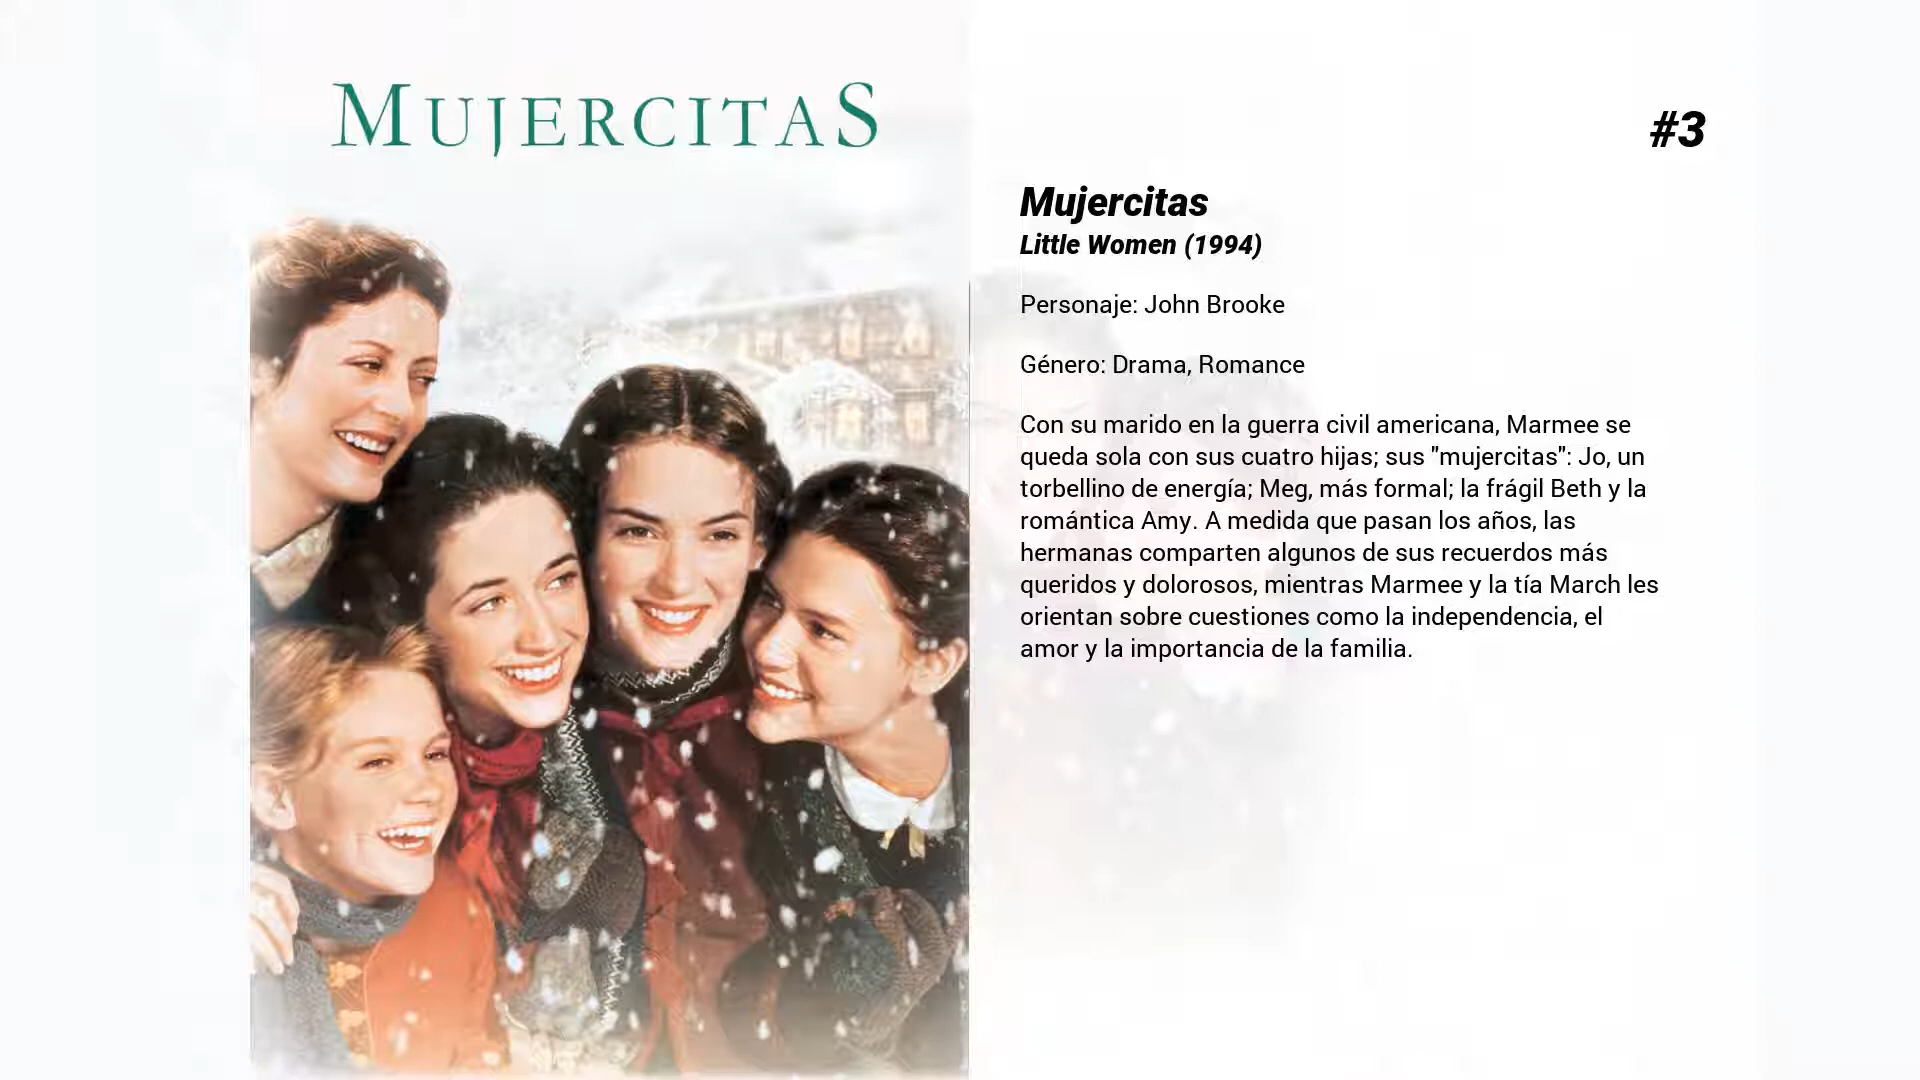 MUJERCITAS
#3
Mujercitas
Little Women (1994)
Personaje: John Brooke
Género: Drama, Romance
Con su marido en la guerra civil americana, Marmee se
queda sola con sus cuatro hijas; sus "mujercitas": Jo, un
torbellino de energía; Meg, más formal; la frágil Beth y la
romántica Amy. A medida que pasan los años, las
hermanas comparten algunos de sus recuerdos más
queridos y dolorosos, mientras Marmee y la tía March les
orientan sobre cuestiones como la independencia, el
amor y la importancia de la familia.